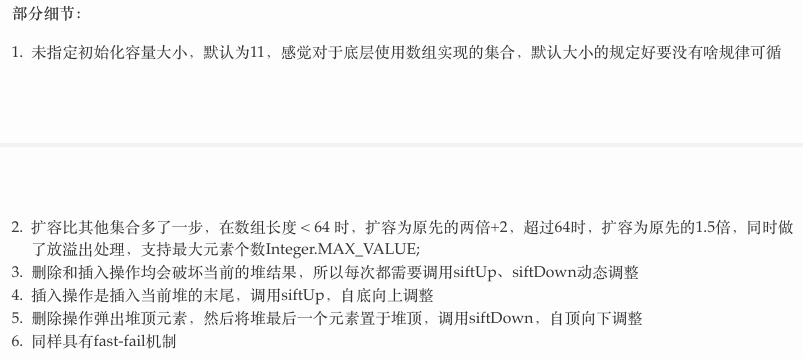 部分细节：
1. 未指定初始化容量大小，默认为11，感觉对于底层使用数组实现的集合，默认大小的规定好要没有啥规律可循
2. 扩容比其他集合多了一步，在数组长度 < 64 时，扩容为原先的两倍+2，超过64时，扩容为原先的1.5倍，同时做
了放溢出处理，支持最大元素个数Integer.MAX_VALUE;
3. 删除和插入操作均会破坏当前的堆结果，所以每次都需要调用siftUp、siftDown动态调整
4. 插入操作是插入当前堆的末尾，调用siftUp，自底向上调整
5. 删除操作弹出堆顶元素，然后将堆最后一个元素置于堆顶，调用siftDown，自顶向下调整
6. 同样具有fast-fail机制